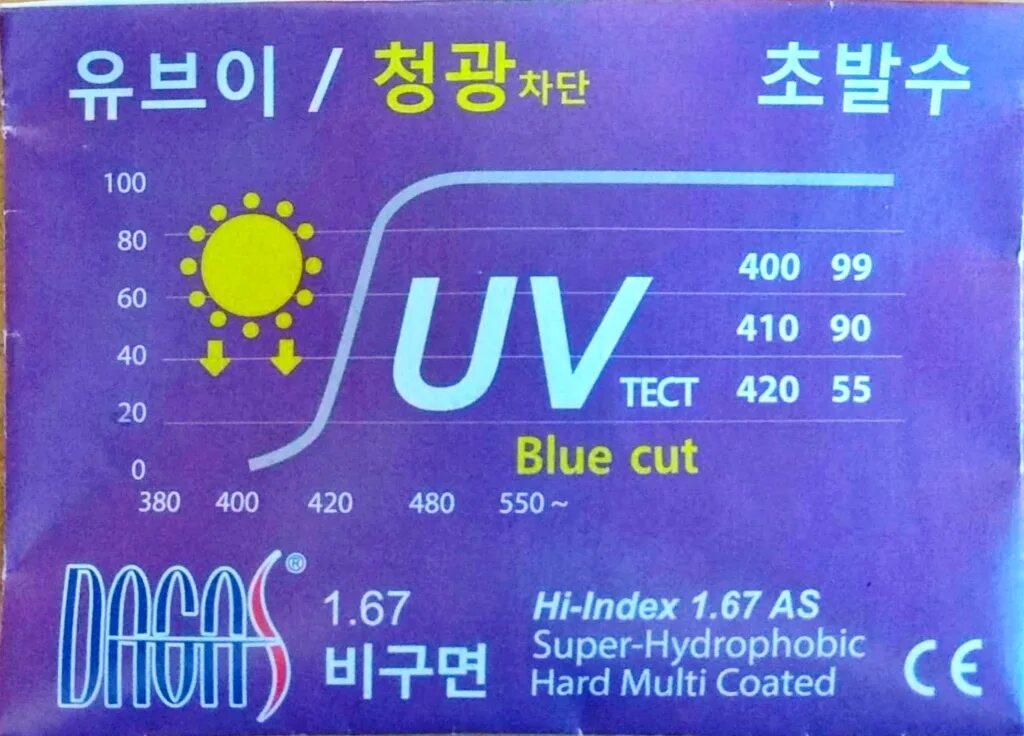 유브이 / 청광차단 초발수
100
80
60
40
20
0
380 400 420 480 550 ~
UV TECT
400 99
410 90
420 55
Blue cut
DAGAS®
1.67
비구면
Hi-Index 1.67 AS
Super-Hydrophobic
Hard Multi Coated
CE